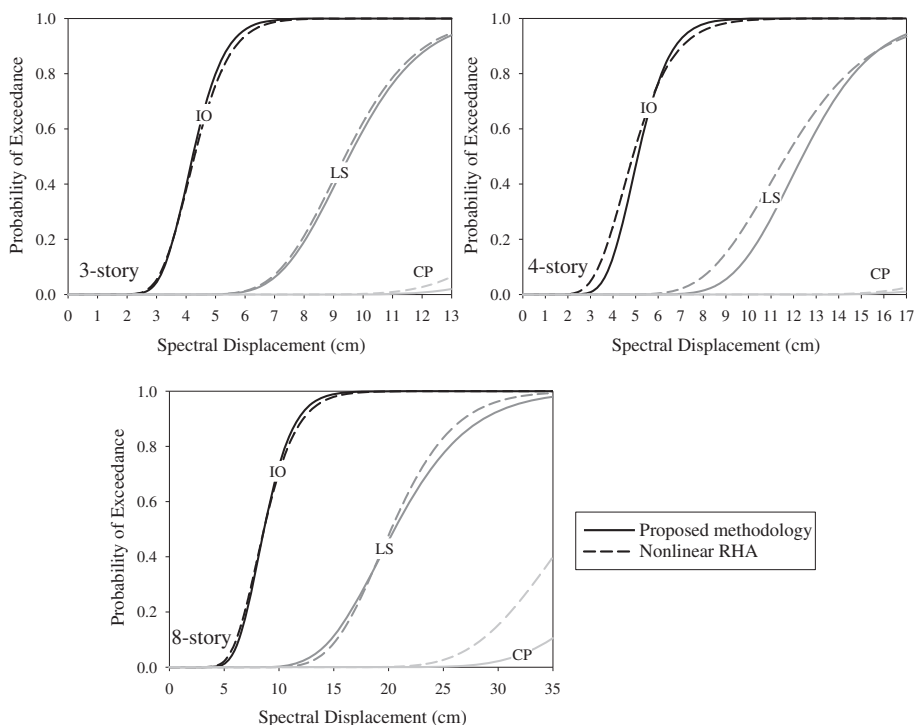 Probability of Exceedance
1.0
0.8
0.6
0.4
0.2
0.0
IO
LS
CP
3-story
0 1 2 3 4 5 6 7 8 9 10 11 12 13
Spectral Displacement (cm)
Probability of Exceedance
1.0
0.8
0.6
0.4
0.2
0.0
IO
LS
CP
4-story
0 1 2 3 4 5 6 7 8 9 10 11 12 13 14 15 16 17
Spectral Displacement (cm)
Probability of Exceedance
1.0
0.8
0.6
0.4
0.2
0.0
IO
LS
CP
8-story
0 5 10 15 20 25 30 35
Spectral Displacement (cm)
Proposed methodology
Nonlinear RHA